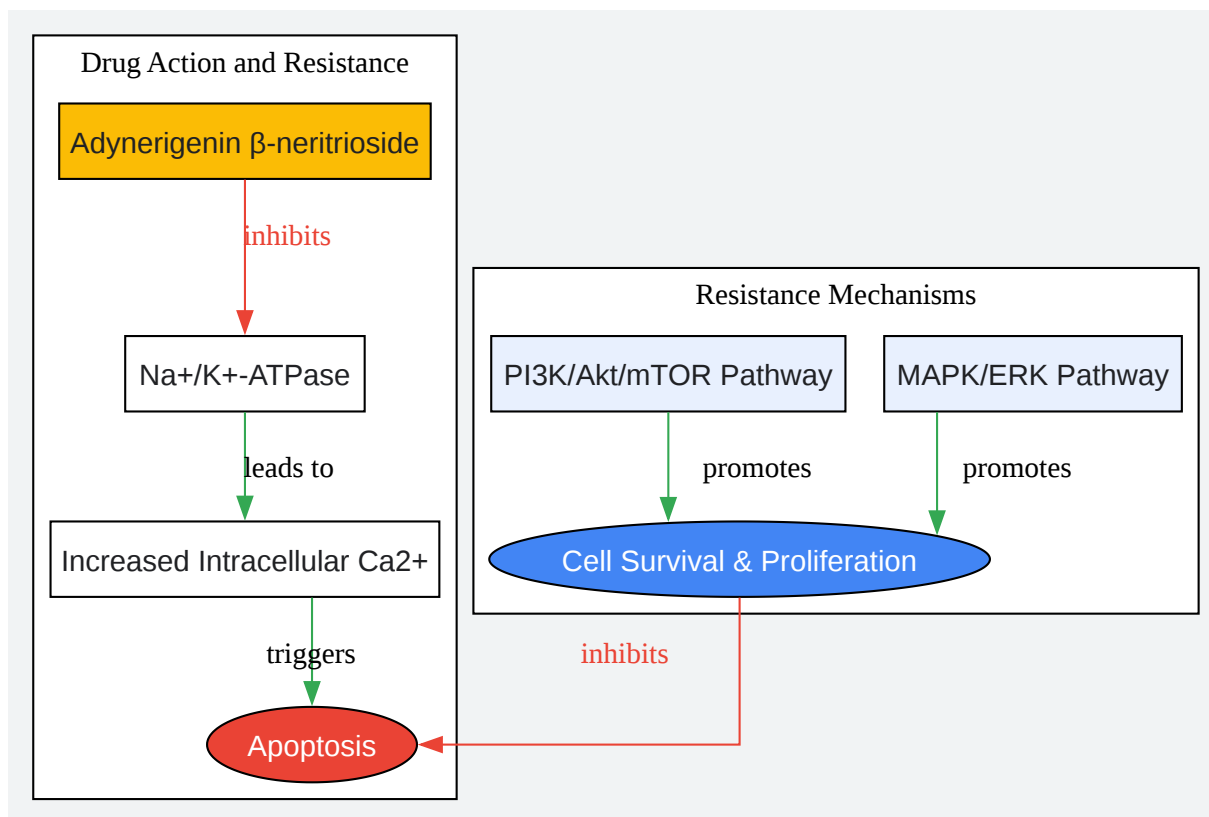 Drug Action and Resistance
Adynerigenin β-neritrioside
inhibits
Na+/K+-ATPase
leads to
Increased Intracellular Ca2+
triggers
Apoptosis
Resistance Mechanisms
PI3K/Akt/mTOR Pathway
MAPK/ERK Pathway
promotes
promotes
Cell Survival & Proliferation
inhibits